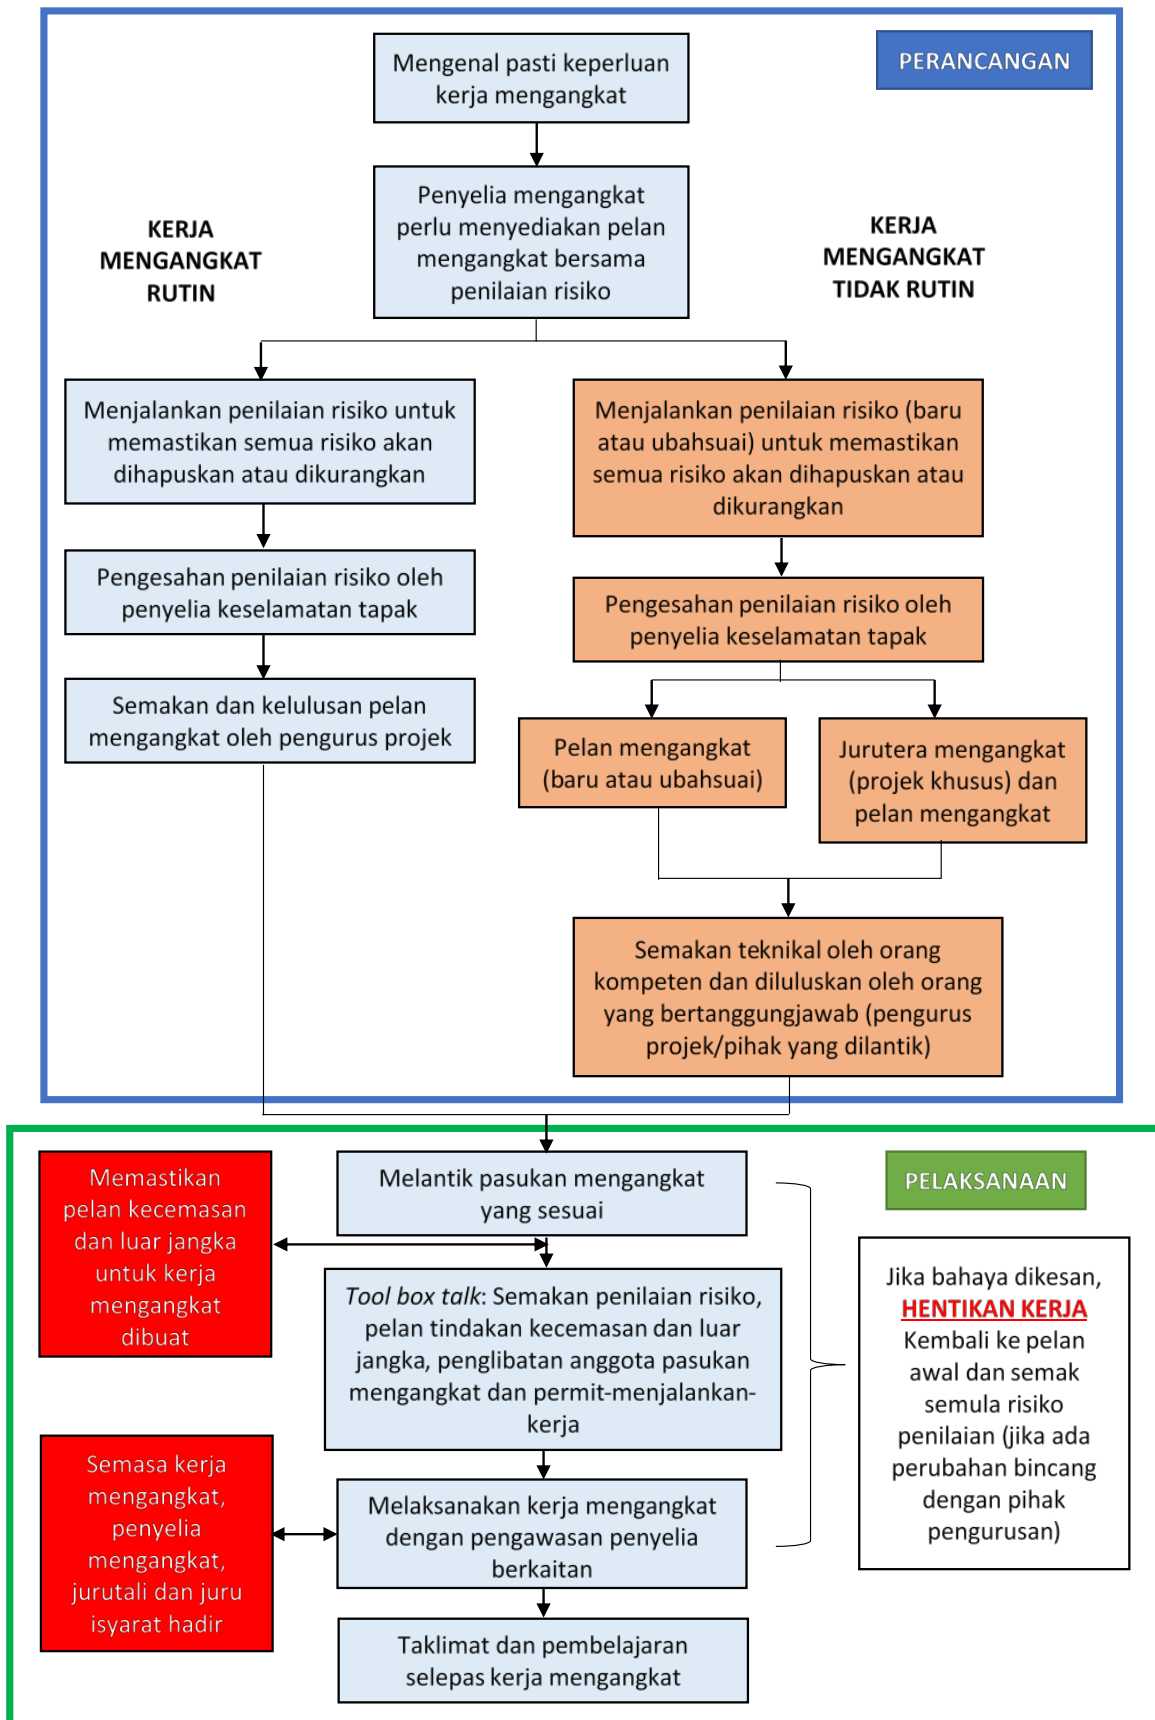 Mengenal pasti keperluan
kerja mengangkat
PERANCANGAN
Penyelia mengangkat
perlu menyediakan pelan
mengangkat bersama
penilaian risiko
KERJA
MENGANGKAT
RUTIN
KERJA
MENGANGKAT
TIDAK RUTIN
Menjalankan penilaian risiko untuk
memastikan semua risiko akan
dihapuskan atau dikurangkan
Menjalankan penilaian risiko (baru
atau ubahsuai) untuk memastikan
semua risiko akan dihapuskan atau
dikurangkan
Pengesahan penilaian risiko oleh
penyelia keselamatan tapak
Pengesahan penilaian risiko oleh
penyelia keselamatan tapak
Semakan dan kelulusan pelan
mengangkat oleh pengurus projek
Pelan mengangkat
(baru atau ubahsuai)
Jurutera mengangkat
(projek khusus) dan
pelan mengangkat
Semakan teknikal oleh orang
kompeten dan diluluskan oleh orang
yang bertanggungjawab (pengurus
projek/pihak yang dilantik)
Memastikan
pelan kecemasan
dan luar jangka
untuk kerja
mengangkat
dibuat
Melantik pasukan mengangkat
yang sesuai
PELAKSANAAN
Tool box talk: Semakan penilaian risiko,
pelan tindakan kecemasan dan luar
jangka, penglibatan anggota pasukan
mengangkat dan permit-menjalankan-
kerja
Jika bahaya dikesan,
HENTIKAN KERJA
Kembali ke pelan
awal dan semak
semula risiko
penilaian (jika ada
perubahan bincang
dengan pihak
pengurusan)
Semasa kerja
mengangkat,
penyelia
mengangkat,
jurutali dan juru
isyarat hadir
Melaksanakan kerja mengangkat
dengan pengawasan penyelia
berkaitan
Taklimat dan pembelajaran
selepas kerja mengangkat